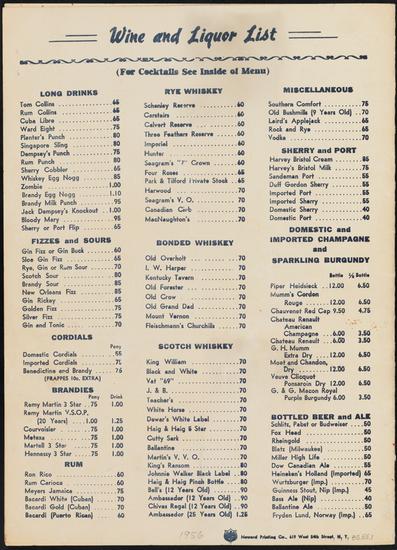 Wine and Liquor List
(For Cocktails See Inside of Menu)
LONG DRINKS
Tom Collins 65
Rum Collins 65
Cuba Libre 65
Ward Eight 75
Planter's Punch 80
Singapore Sling 75
Dempsey's Punch 75
Rum Punch 80
Sherry Cobbler 65
Whiskey Egg Nogg 85
Zombie 1.00
Brandy Egg Nogg 1.10
Brandy Milk Punch 95
Jack Dempsey's Knockout 1.00
Bloody Mary 95
Sherry or Port Flip 65
FIZZES and SOURS
Gin Fizz or Gin Buck 60
Sloe Gin Fizz 65
Rye, Gin or Rum Sour 70
Scotch Sour 80
Brandy Sour 85
New Orleans Fizz 85
Gin Rickey 65
Golden Fizz 75
Silver Fizz 75
Gin and Tonic 70
CORDIALS
Pony
Domestic Cordials 55
Imported Cordials 75
Benedictine and Brandy 75
(FRAPPES 10c. EXTRA)
BRANDIES
Pony Drink
Remy Martin 3 Star .75 1.00
Remy Martin V.S.O.P.
(20 Years) 1.00 1.25
Courvoisier .75 1.00
Metaxa .75 1.00
Martell 3 Star .75 1.00
Hennessy 3 Star .75 1.00
RUM
Ron Rico 60
Rum Carioca 60
Meyers Jamaica 75
Bacardi White (Cuban) 70
Bacardi Gold (Cuban) 70
Bacardi (Puerto Rican) 60
RYE WHISKEY
Schenley Reserve .60
Carstairs .60
Calvert Reserve .60
Three Feathers Reserve .60
Imperial .60
Hunter .60
Seagram's "7" Crown .60
Four Roses .65
Park & Tilford Private Stock .65
Harwood .70
Seagram's V. O. .70
Canadian Club .70
MacNaughton's .70
BONDED WHISKEY
Old Overholt 70
I. W. Harper 70
Kentucky Tavern 70
Old Forester 70
Old Crow 70
Old Grand Dad 70
Mount Vernon 70
Fleischmann's Churchills 70
SCOTCH WHISKEY
King William .70
Black and White .70
Vat "69" .70
J. & B. .70
Teacher's .70
White Horse .70
Dewar's White Label .70
Haig & Haig 5 Star .70
Cutty Sark .70
Ballantine .70
Martin's V. V. O. .70
King's Ransom .80
Johnnie Walker Black Label .80
Haig & Haig Pinch Bottle .80
Bell's (12 Years Old) .90
Ambassador (12 Years Old) .90
Chivas Regal (12 Years Old) .90
Ambassador (25 Years Old) 1.25
MISCELLANEOUS
Southern Comfort .75
Old Bushmills (9 Years Old) .70
Laird's Applejack .65
Rock and Rye .65
Vodka .70
SHERRY and PORT
Harvey Bristol Cream .85
Harvey's Bristol Milk .75
Sandeman Port .55
Duff Gordon Sherry .55
Imported Port .55
Imported Sherry .55
Domestic Sherry .40
Domestic Port .40
DOMESTIC and
IMPORTED CHAMPAGNE
and
SPARKLING BURGUNDY
Bottle ½ Bottle
Piper Heidsieck 12.00 6.50
Mumm's Cordon
Rouge 12.00 6.50
Chauvenet Red Cap 9.50 4.75
Chateau Renault
American
Champagne 6.00 3.50
Chateau Renault 6.00 3.50
G. H. Mumm
Extra Dry 12.00 6.50
Moet and Chandon,
Dry 12.00 6.50
Veuve Clicquot
Ponsaroin Dry 12.00 6.50
G. & G. Macon Royal
Purple Burgundy 6.00 3.50
BOTTLED BEER and ALE
Schlitz, Pabst or Budweiser .50
Fox Head .50
Rheingold .50
Blatz (Milwaukee) .50
Miller High Life .50
Dow Canadian Ale .55
Heineken's (Holland Imported) .65
Wurtsburger (Imp.) .70
Guinness Stout, Nip (Imp.) .45
Bass Ale (Nip) .45
Ballantine Ale .50
Fryden Lund, Norway (Imp.) .65
1956
Howard Printing Co., 619 West 54th Street, N. Y.